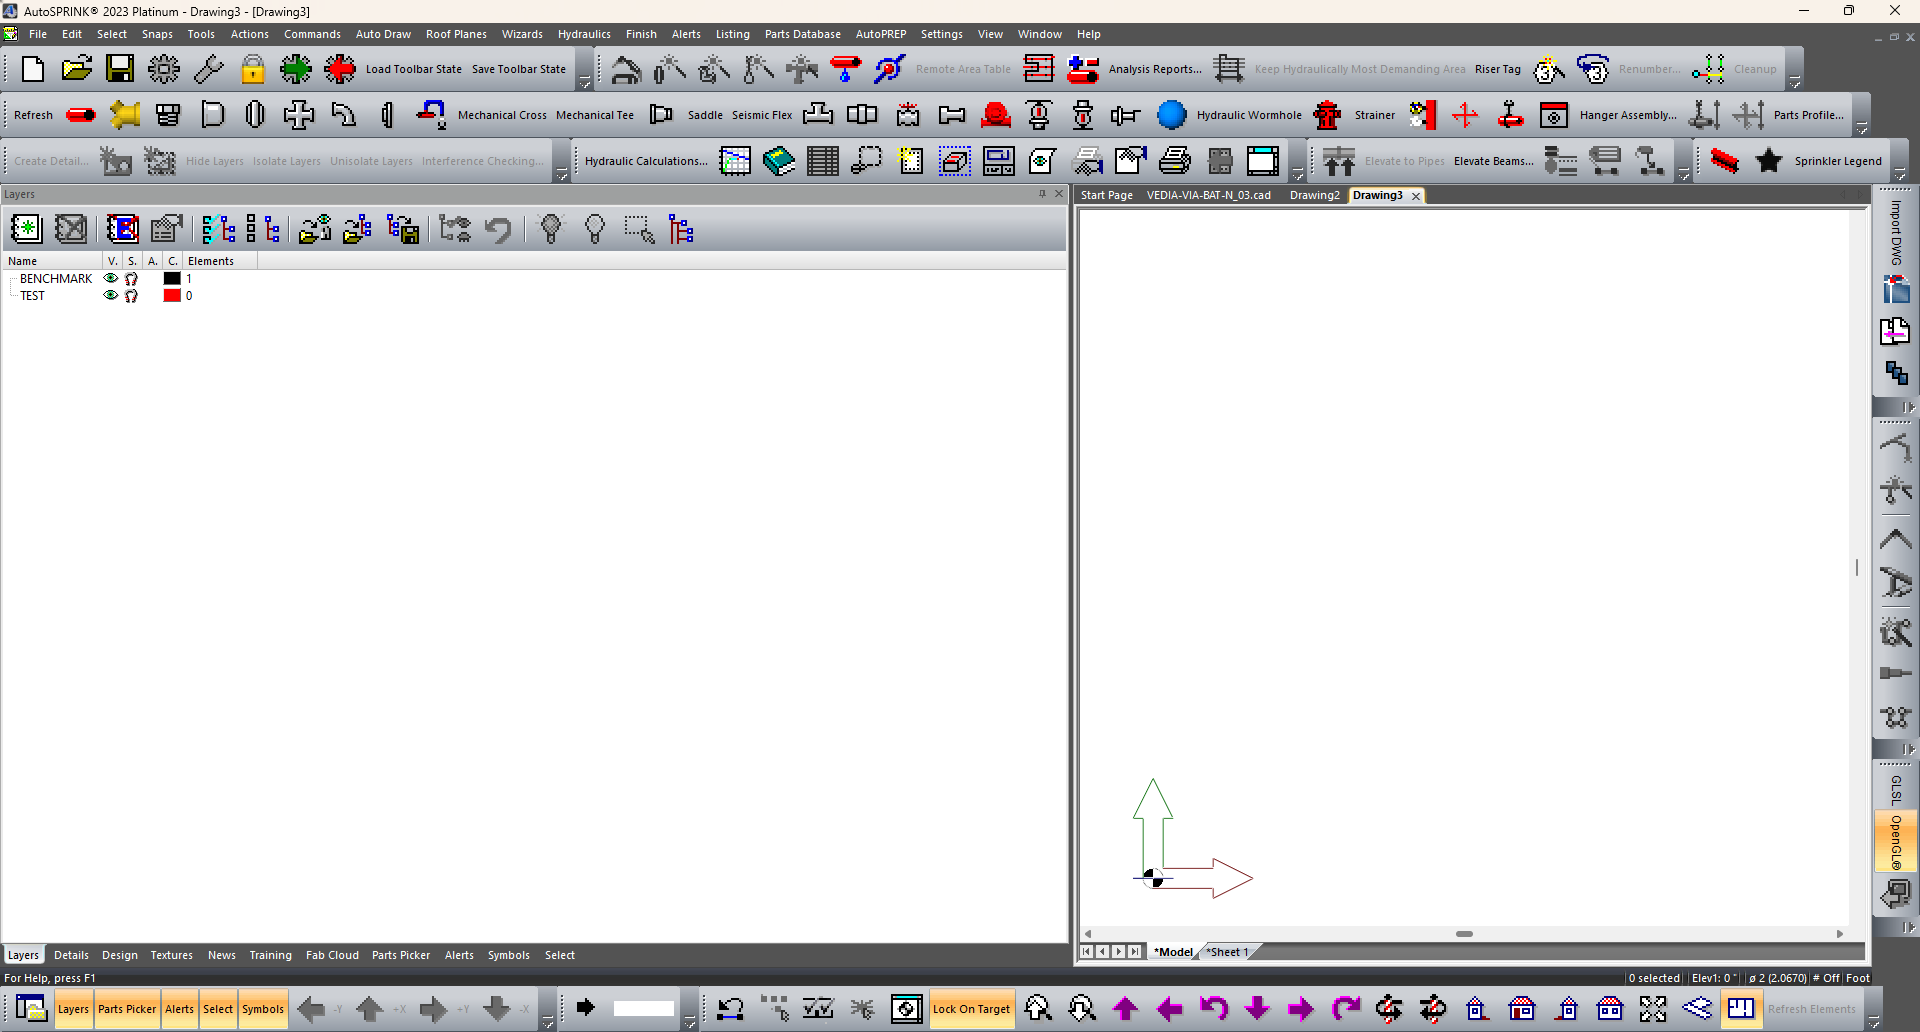 AutoSPRINK® 2023 Platinum - Drawing3 - [Drawing3]
File Edit Select Snaps Tools Actions Commands Auto Draw Roof Planes Wizards Hydraulics Finish Alerts Listing Parts Database AutoPREP Settings View Window Help
Load Toolbar State Save Toolbar State Remote Area Table Analysis Reports... Keep Hydraulically Most Demanding Area Riser Tag Renumber... Cleanup
Refresh Mechanical Cross Mechanical Tee Saddle Seismic Flex Hydraulic Wormhole Strainer Hanger Assembly... Parts Profile...
Create Detail... Hide Layers Isolate Layers Unisolate Layers Interference Checking... Hydraulic Calculations... Elevate to Pipes Elevate Beams... Sprinkler Legend
Layers
Start Page VEDIA-VIA-BAT-N_03.cad Drawing2 Drawing3
Import DWG
Name V. S. A. C. Elements
BENCHMARK 1
TEST 0
GLSL
OpenGL®
*Model *Sheet 1
Layers Details Design Textures News Training Fab Cloud Parts Picker Alerts Symbols Select
For Help, press F1
0 selected Elev1: 0 " ø 2 (2.0670) # Off Foot
Layers Parts Picker Alerts Select Symbols -Y +X +Y -X Lock On Target Refresh Elements